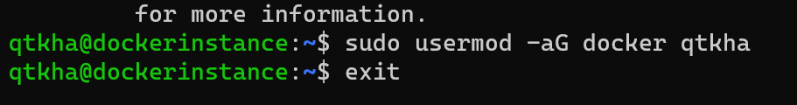 for more information.
qtkha@dockerinstance:~$ sudo usermod -aG docker qtkha
qtkha@dockerinstance:~$ exit